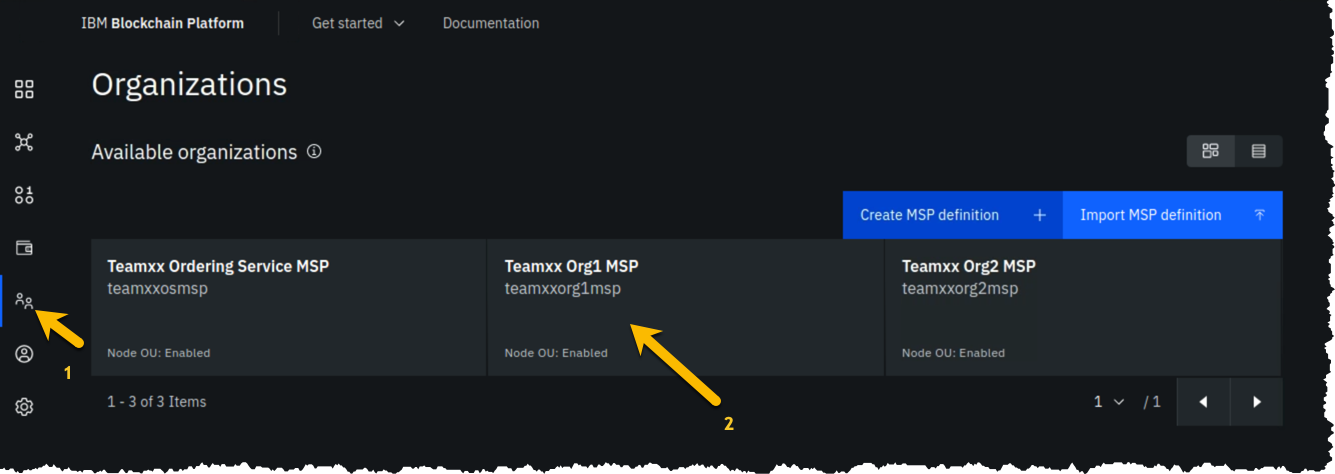 IBM Blockchain Platform Get started Documentation
Organizations
Available organizations
Create MSP definition + Import MSP definition
Teamxx Ordering Service MSP Teamxx Org1 MSP Teamxx Org2 MSP
teamxxosmsp teamxxorg1msp teamxxorg2msp
Node OU: Enabled Node OU: Enabled Node OU: Enabled
1
1 - 3 of 3 Items 1 / 1
2